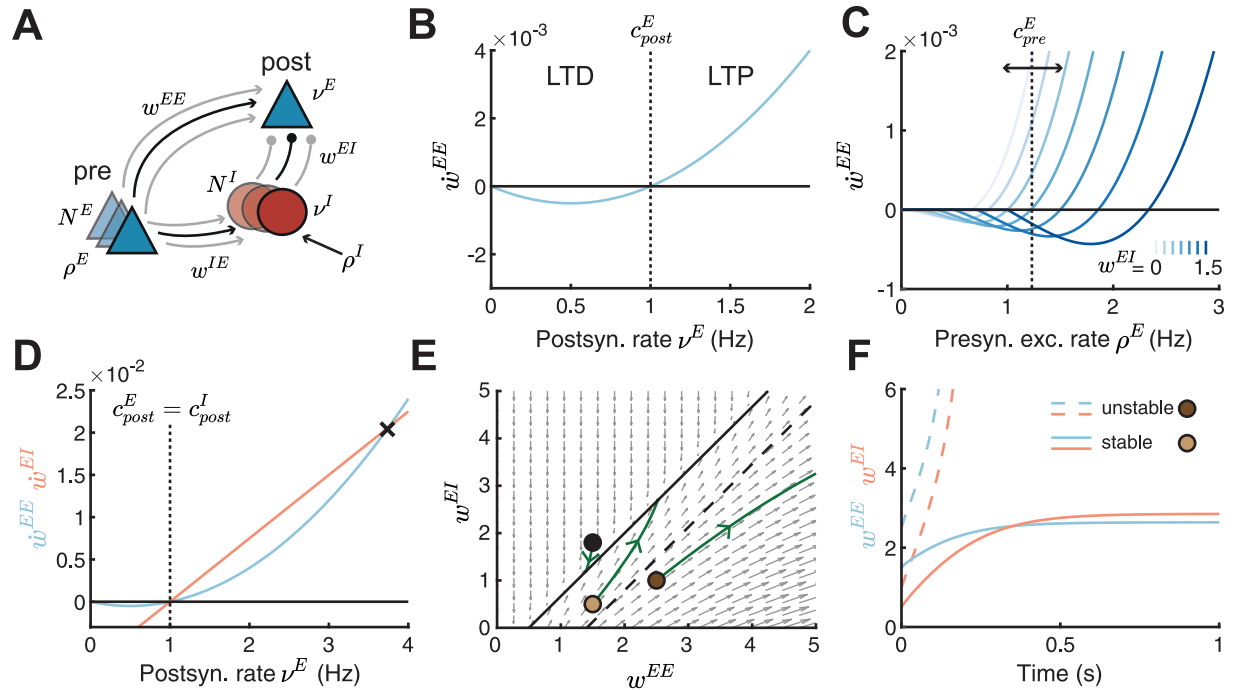 A
post
ν^E
w^{EE}
w^{EI}
pre
N^I
N^E
ν^I
ρ^E
w^{IE}
ρ^I
B
×10^{-3}
c^E_{post}
4
LTD
LTP
2
0
-2
ẇ^{EE}
0 0.5 1 1.5 2
Postsyn. rate ν^E (Hz)
C
×10^{-3}
c^E_{pre}
2
1
0
-1
ẇ^{EE}
w^{EI} = 0 1.5
0 1 2 3
Presyn. exc. rate ρ^E (Hz)
D
×10^{-2}
2.5
c^E_{post} = c^I_{post}
2
1.5
1
0.5
0
ẇ^{EE} ẇ^{EI}
0 1 2 3 4
Postsyn. rate ν^E (Hz)
E
5
4
3
2
1
0
w^{EI}
0 1 2 3 4 5
w^{EE}
F
6
4
2
0
w^{EE} w^{EI}
unstable
stable
0 0.5 1
Time (s)